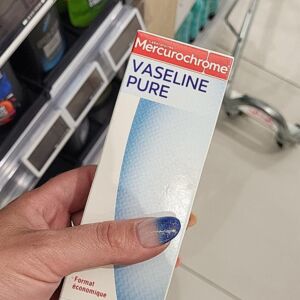 Mercurochrome
VASELINE
PURE
Format
économique